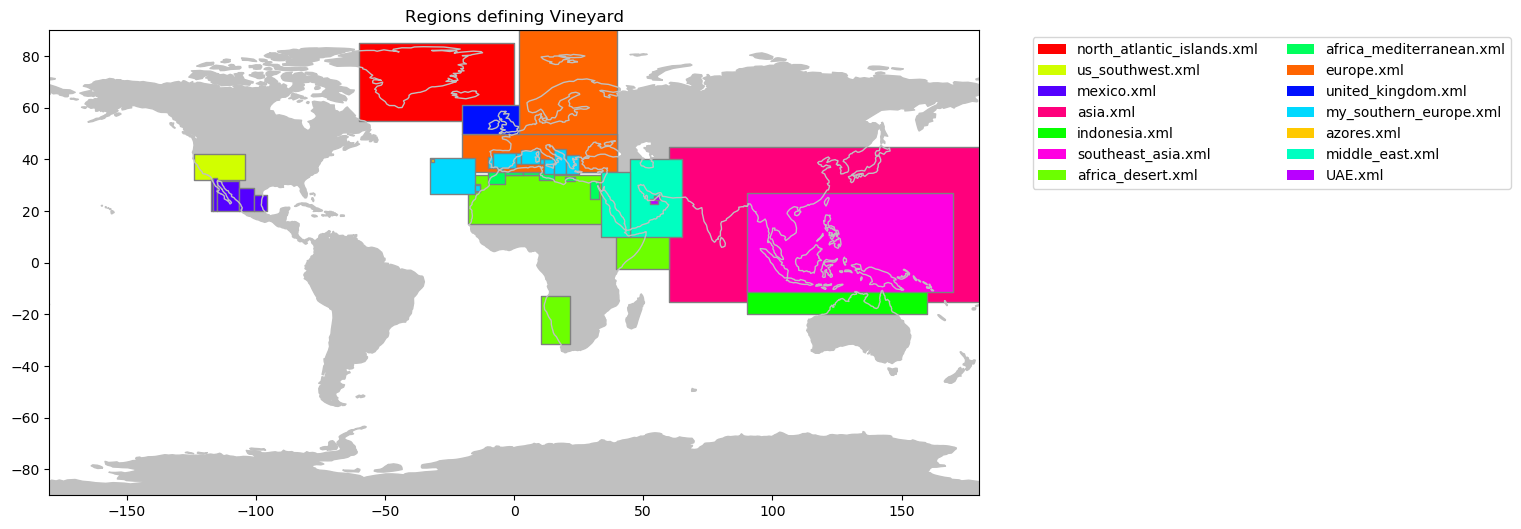 Regions defining Vineyard
80
60
40
20
0
−20
−40
−60
−80
−150
−100
−50
0
50
100
150
north_atlantic_islands.xml
us_southwest.xml
mexico.xml
asia.xml
indonesia.xml
southeast_asia.xml
africa_desert.xml
africa_mediterranean.xml
europe.xml
united_kingdom.xml
my_southern_europe.xml
azores.xml
middle_east.xml
UAE.xml